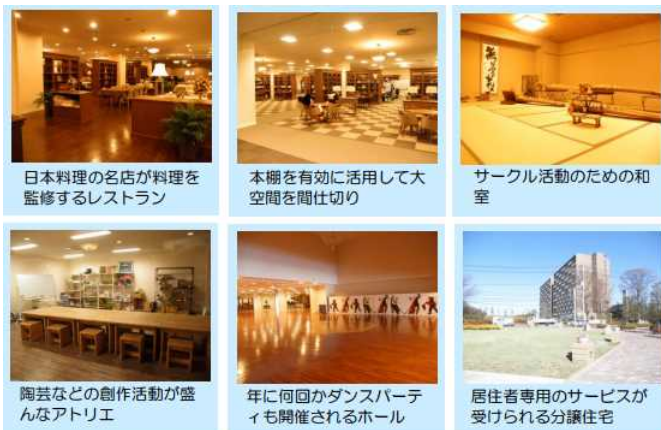 日本料理の名店が料理を
監修するレストラン
本棚を有効に活用して大
空間を間仕切り
サークル活動のための和
室
陶芸などの創作活動が盛
んなアトリエ
年に何回かダンスパーテ
ィも開催されるホール
居住者専用のサービスが
受けられる分譲住宅